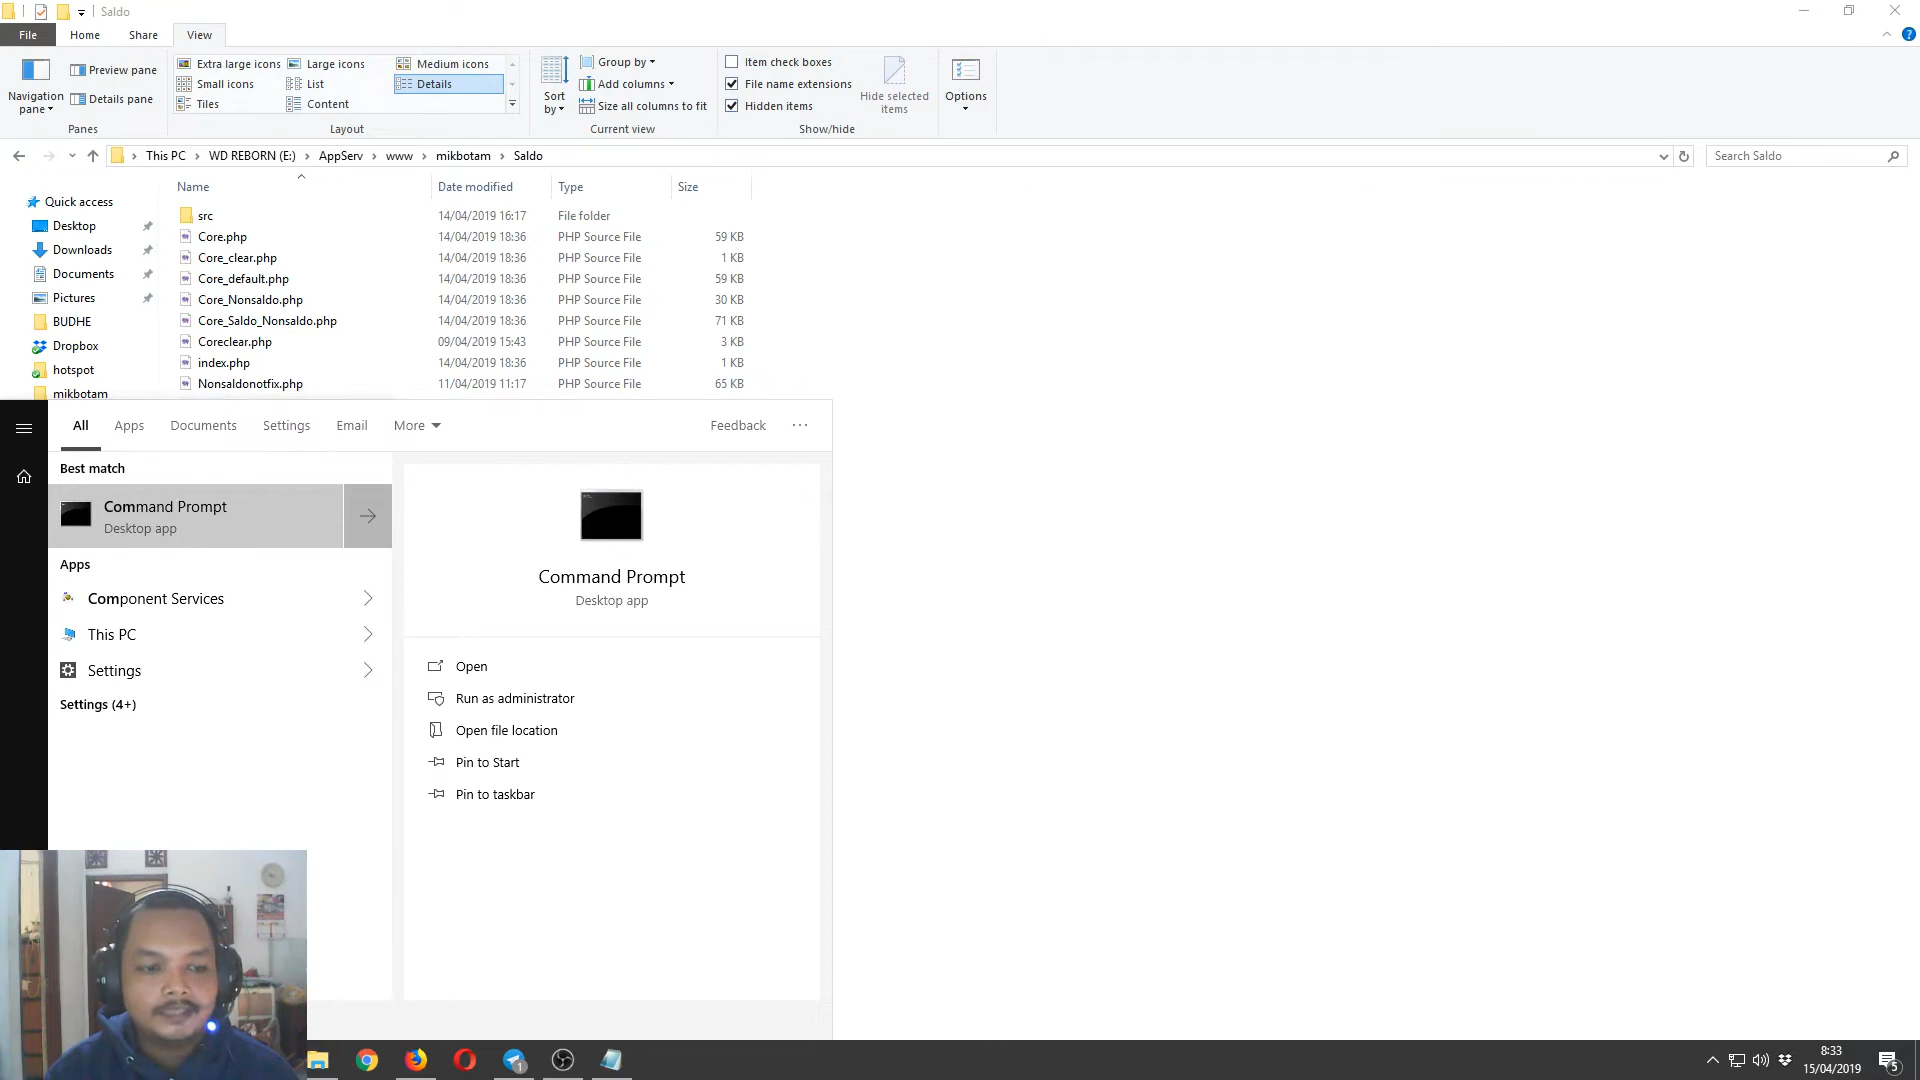 Saldo
File Home Share View
Navigation pane
Preview pane
Details pane
Panes
Extra large icons Large icons Medium icons
Small icons List Details
Tiles Content
Layout
Sort by
Group by
Add columns
Size all columns to fit
Current view
Item check boxes
File name extensions
Hidden items
Hide selected items
Show/hide
Options
This PC WD REBORN (E:) AppServ www mikbotam Saldo
Search Saldo
Name Date modified Type Size
Quick access
Desktop
Downloads
Documents
Pictures
BUDHE
Dropbox
hotspot
mikbotam
src 14/04/2019 16:17 File folder
Core.php 14/04/2019 18:36 PHP Source File 59 KB
Core_clear.php 14/04/2019 18:36 PHP Source File 1 KB
Core_default.php 14/04/2019 18:36 PHP Source File 59 KB
Core_Nonsaldo.php 14/04/2019 18:36 PHP Source File 30 KB
Core_Saldo_Nonsaldo.php 14/04/2019 18:36 PHP Source File 71 KB
Coreclear.php 09/04/2019 15:43 PHP Source File 3 KB
index.php 14/04/2019 18:36 PHP Source File 1 KB
Nonsaldonotfix.php 11/04/2019 11:17 PHP Source File 65 KB
All Apps Documents Settings Email More Feedback ...
Best match
Command Prompt
Desktop app
Apps
Component Services
This PC
Settings
Settings (4+)
Command Prompt
Desktop app
Open
Run as administrator
Open file location
Pin to Start
Pin to taskbar
1
8:33
15/04/2019
5